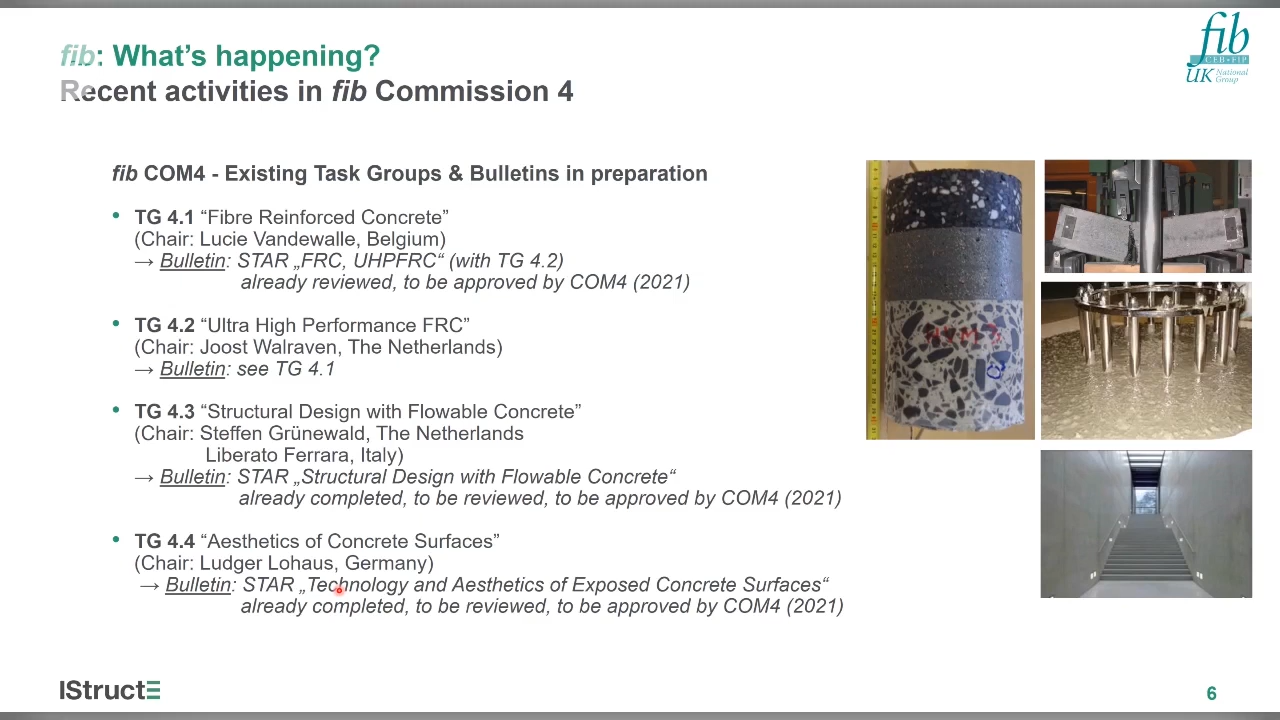 fib: What’s happening?
Recent activities in fib Commission 4
fib
CEB-FIP
UK National
Group
fib COM4 - Existing Task Groups & Bulletins in preparation
• TG 4.1 “Fibre Reinforced Concrete”
(Chair: Lucie Vandewalle, Belgium)
→ Bulletin: STAR „FRC, UHPFRC“ (with TG 4.2)
already reviewed, to be approved by COM4 (2021)
• TG 4.2 “Ultra High Performance FRC”
(Chair: Joost Walraven, The Netherlands)
→ Bulletin: see TG 4.1
• TG 4.3 “Structural Design with Flowable Concrete”
(Chair: Steffen Grünewald, The Netherlands
Liberato Ferrara, Italy)
→ Bulletin: STAR „Structural Design with Flowable Concrete“
already completed, to be reviewed, to be approved by COM4 (2021)
• TG 4.4 “Aesthetics of Concrete Surfaces”
(Chair: Ludger Lohaus, Germany)
→ Bulletin: STAR „Technology and Aesthetics of Exposed Concrete Surfaces“
already completed, to be reviewed, to be approved by COM4 (2021)
IStructE
6